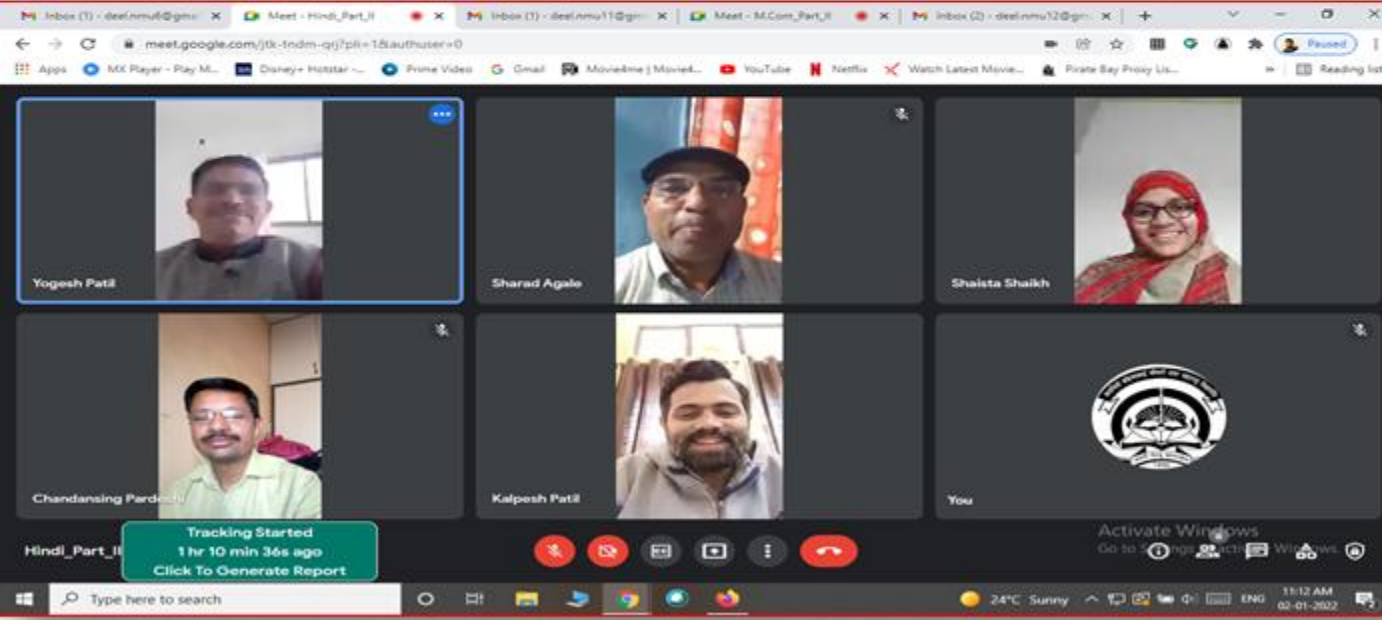 Inbox (1) - deel.nmu6@gma
Meet - Hindi_Part_II
Inbox (1) - deel.nmu11@gm
Meet - M.Com_Part_II
Inbox (2) - deel.nmu12@gm
meet.google.com/jtk-tndm-qrj?pli=1&authuser=0
Paused
Apps
MX Player - Play M...
Disney+ Hotstar -...
Prime Video
Gmail
Movie4me | Movie4...
YouTube
Netflix
Watch Latest Movie...
Pirate Bay Proxy Lis...
Reading list
Yogesh Patil
Sharad Agale
Shaista Shaikh
Chandansing Pardeshi
Kalpesh Patil
You
Hindi_Part_II
Tracking Started
1 hr 10 min 36s ago
Click To Generate Report
Activate Windows
Go to
Type here to search
24°C Sunny
ENG
11:12 AM
02-01-2022